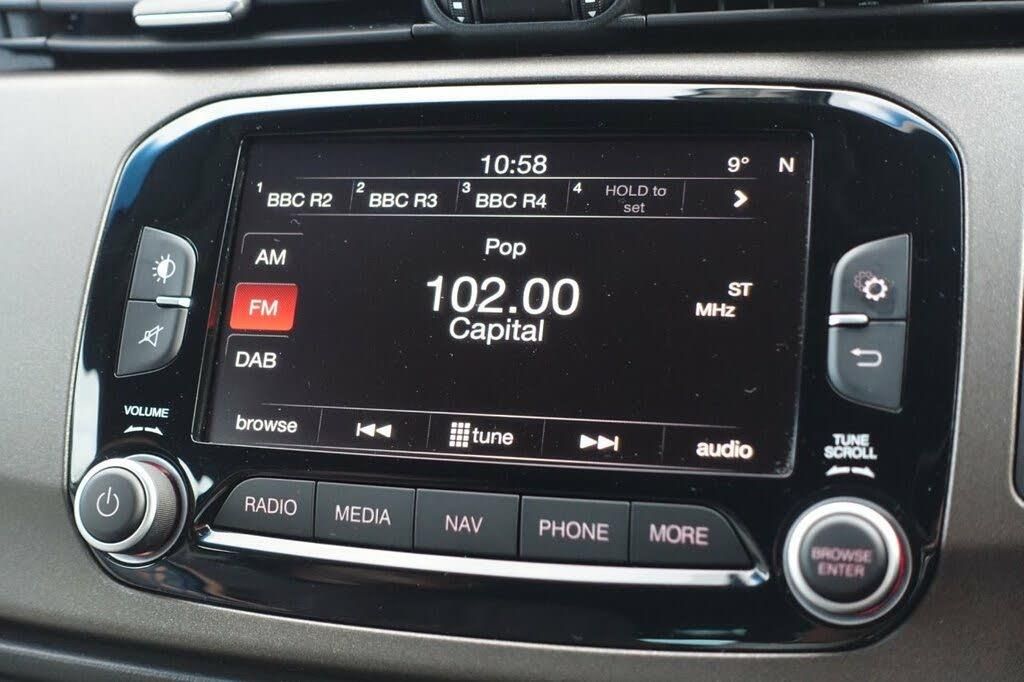 10:58 9° N
1 BBC R2 2 BBC R3 3 BBC R4 4 HOLD to
set
Pop
AM
FM
DAB
102.00
Capital
ST
MHz
browse tune audio
VOLUME
TUNE
SCROLL
RADIO MEDIA NAV PHONE MORE
BROWSE
ENTER